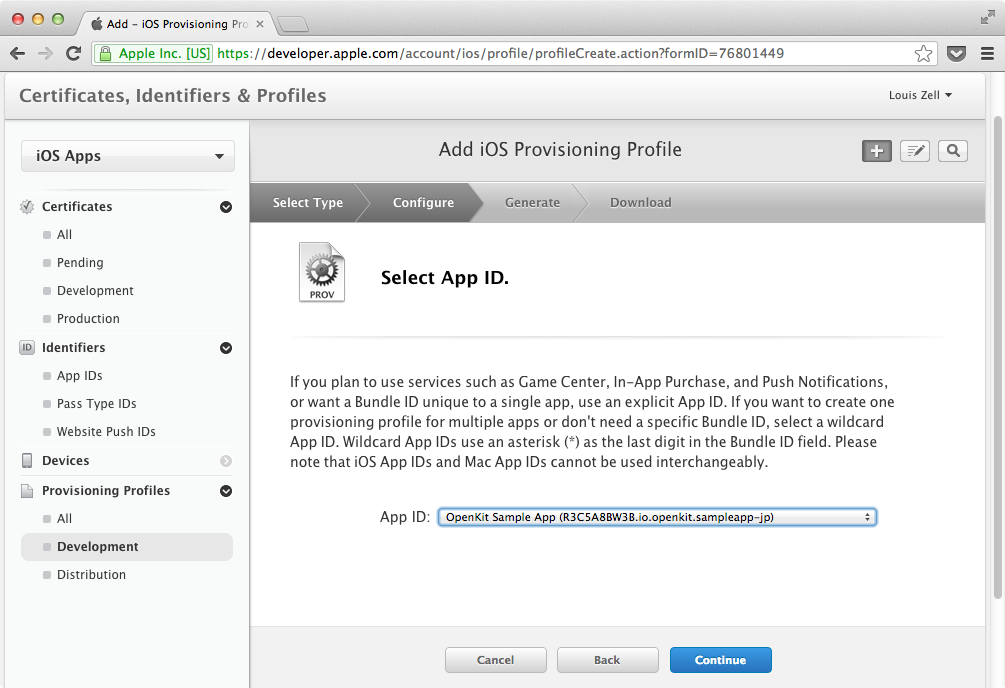 Add – iOS Provisioning Pro
Apple Inc. [US] https://developer.apple.com/account/ios/profile/profileCreate.action?formID=76801449
Certificates, Identifiers & Profiles
Louis Zell
iOS Apps
Certificates
All
Pending
Development
Production
ID Identifiers
App IDs
Pass Type IDs
Website Push IDs
Devices
Provisioning Profiles
All
Development
Distribution
Add iOS Provisioning Profile
Select Type
Configure
Generate
Download
PROV
Select App ID.
If you plan to use services such as Game Center, In-App Purchase, and Push Notifications,
or want a Bundle ID unique to a single app, use an explicit App ID. If you want to create one
provisioning profile for multiple apps or don't need a specific Bundle ID, select a wildcard
App ID. Wildcard App IDs use an asterisk (*) as the last digit in the Bundle ID field. Please
note that iOS App IDs and Mac App IDs cannot be used interchangeably.
App ID: OpenKit Sample App (R3C5A8BW3B.io.openkit.sampleapp-jp)
Cancel
Back
Continue